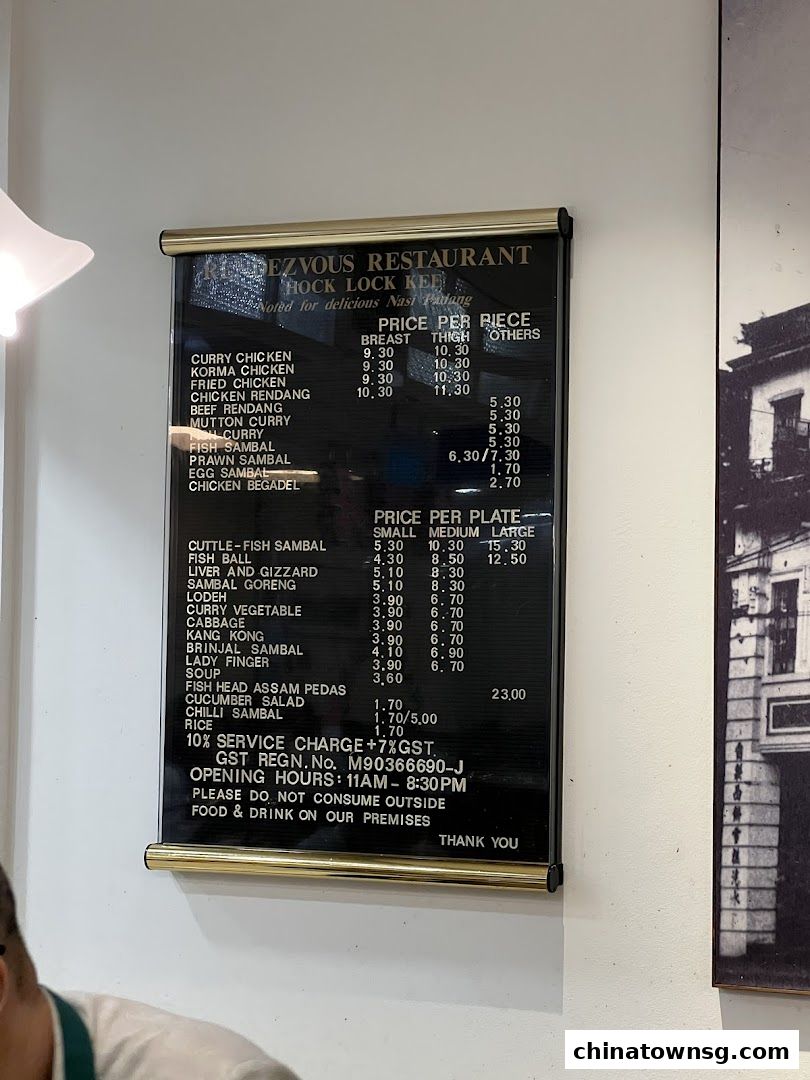 RENDEZVOUS RESTAURANT
HOCK LOCK KEE
Noted for delicious Nasi Padang
PRICE PER PIECE
BREAST THIGH OTHERS
CURRY CHICKEN 9.30 10.30
KORMA CHICKEN 9.30 10.30
FRIED CHICKEN 9.30 10.30
CHICKEN RENDANG 10.30 11.30
BEEF RENDANG 5.30
MUTTON CURRY 5.30
FISH CURRY 5.30
FISH SAMBAL 5.30
PRAWN SAMBAL 6.30/7.30
EGG SAMBAL 1.70
CHICKEN BEGADEL 2.70
PRICE PER PLATE
SMALL MEDIUM LARGE
CUTTLE-FISH SAMBAL 5.30 10.30 15.30
FISH BALL 4.30 8.50 12.50
LIVER AND GIZZARD 5.10 8.30
SAMBAL GORENG 5.10 8.30
LODEH 3.90 6.70
CURRY VEGETABLE 3.90 6.70
CABBAGE 3.90 6.70
KANG KONG 3.90 6.70
BRINJAL SAMBAL 4.10 6.90
LADY FINGER 3.90 6.70
SOUP 3.60
FISH HEAD ASSAM PEDAS 23.00
CUCUMBER SALAD 1.70
CHILLI SAMBAL 1.70/5.00
RICE 1.70
10% SERVICE CHARGE+7%GST
GST REGN. No. M90366690-J
OPENING HOURS: 11AM - 8:30PM
PLEASE DO NOT CONSUME OUTSIDE
FOOD & DRINK ON OUR PREMISES
THANK YOU
chinatownsg.com